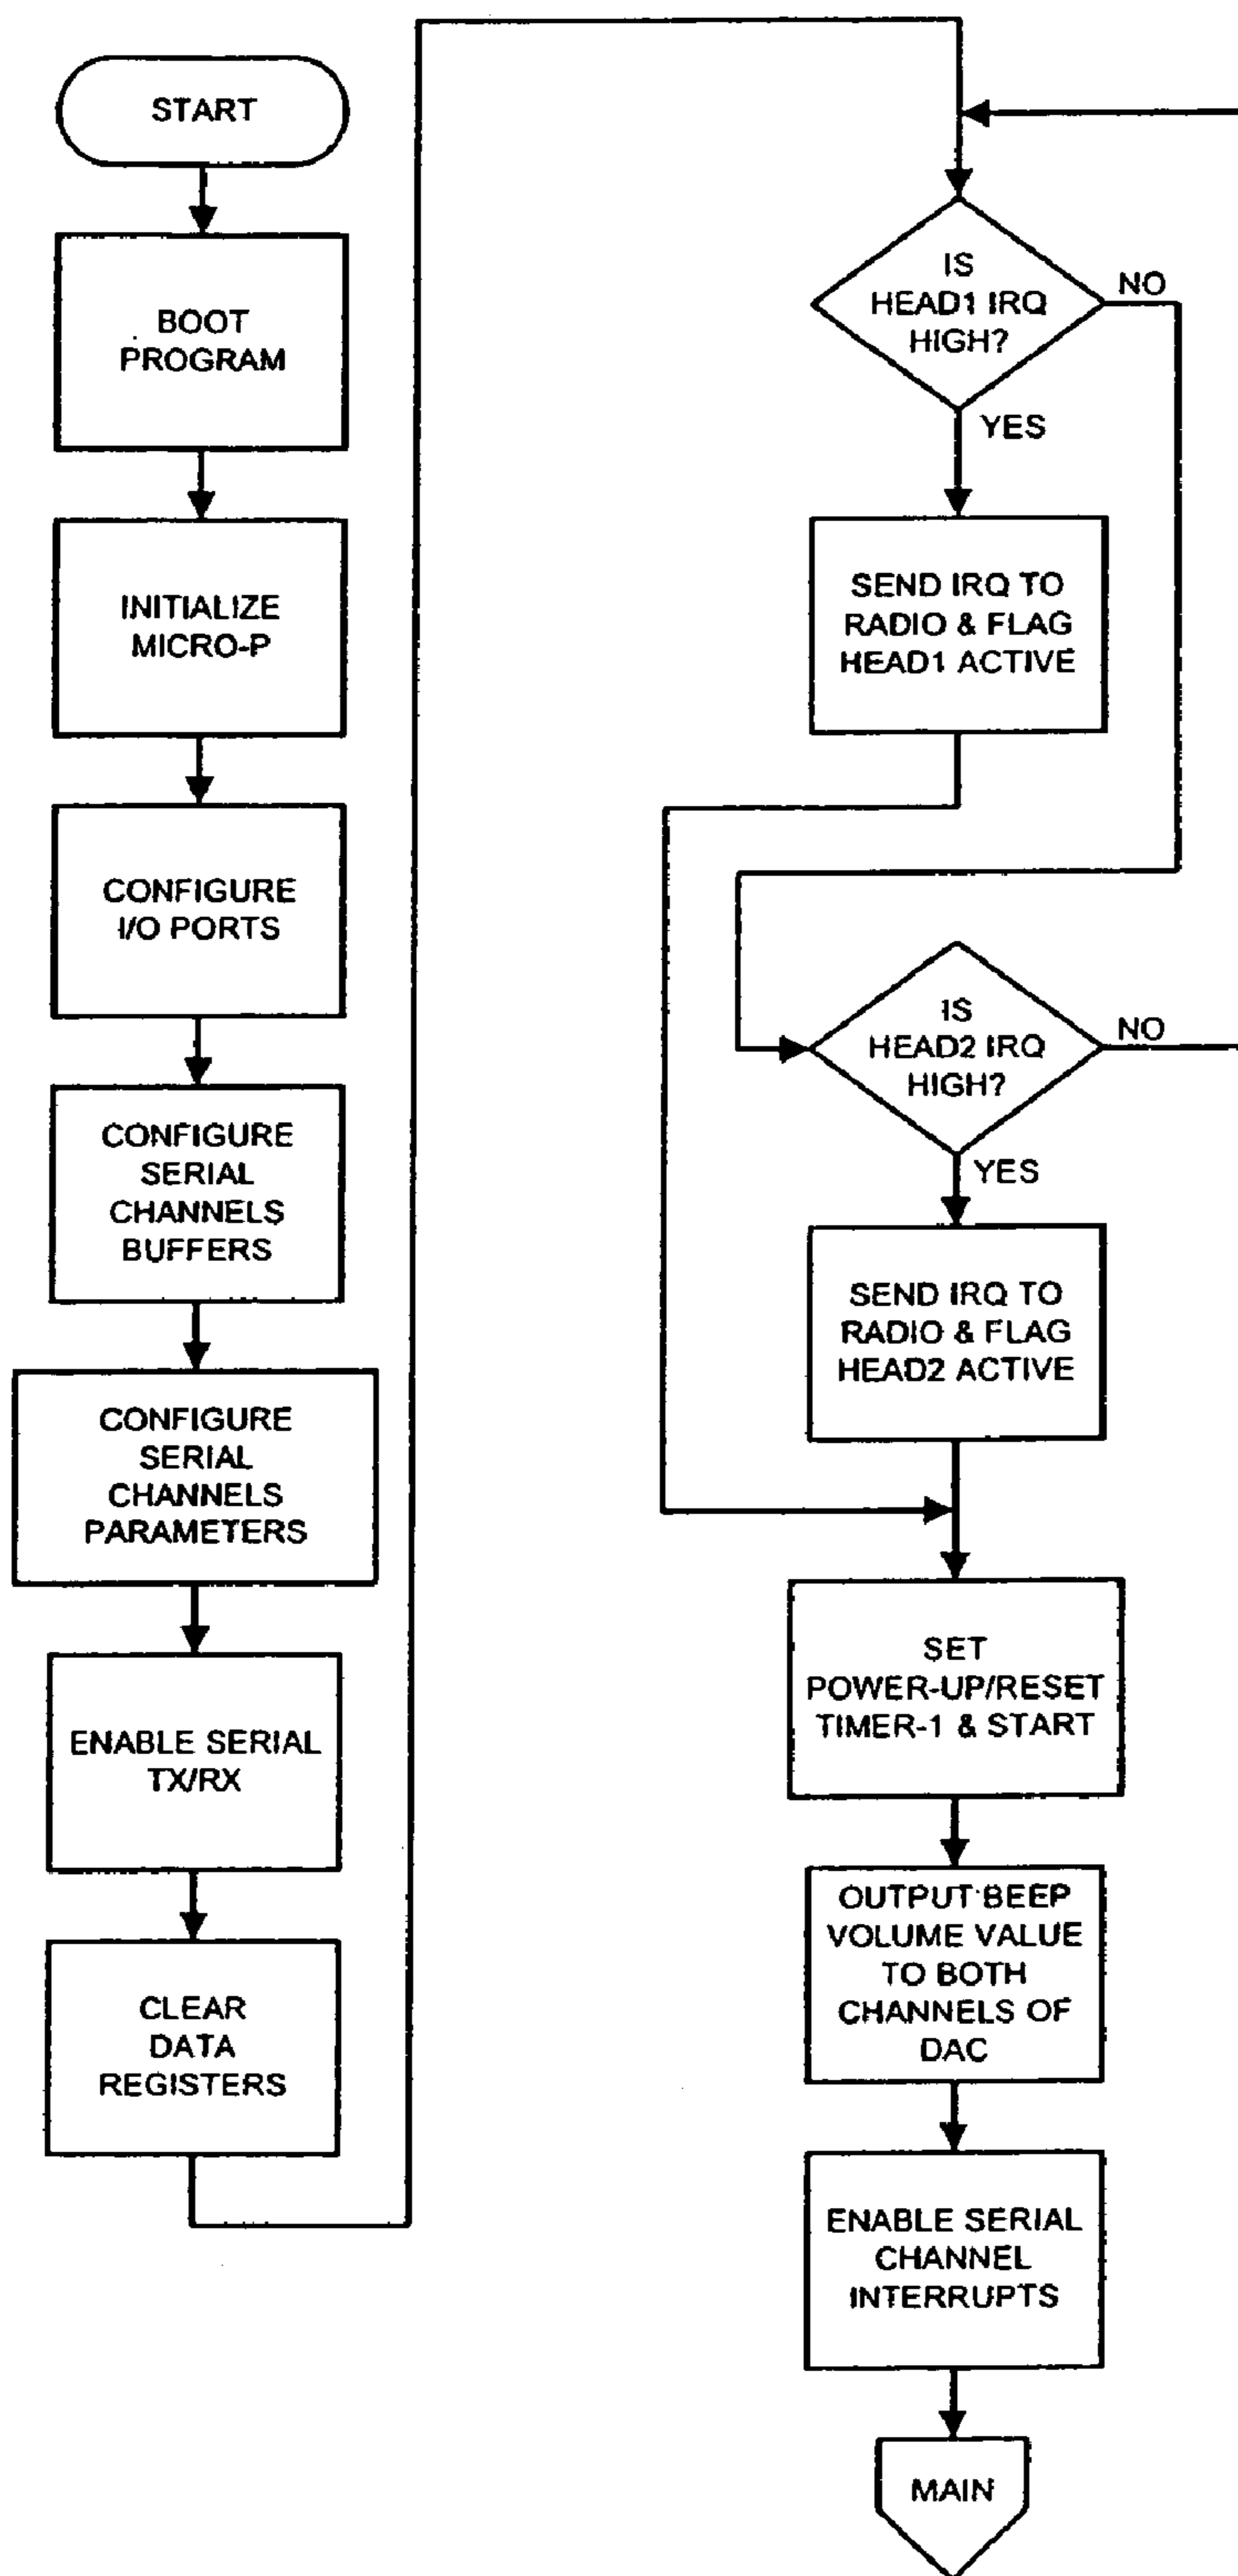 START
BOOT
PROGRAM
INITIALIZE
MICRO-P
CONFIGURE
I/O PORTS
CONFIGURE
SERIAL
CHANNELS
BUFFERS
CONFIGURE
SERIAL
CHANNELS
PARAMETERS
ENABLE SERIAL
TX/RX
CLEAR
DATA
REGISTERS
IS
HEAD1 IRQ
HIGH?
NO
YES
SEND IRQ TO
RADIO & FLAG
HEAD1 ACTIVE
IS
HEAD2 IRQ
HIGH?
NO
YES
SEND IRQ TO
RADIO & FLAG
HEAD2 ACTIVE
SET
POWER-UP/RESET
TIMER-1 & START
OUTPUT BEEP
VOLUME VALUE
TO BOTH
CHANNELS OF
DAC
ENABLE SERIAL
CHANNEL
INTERRUPTS
MAIN